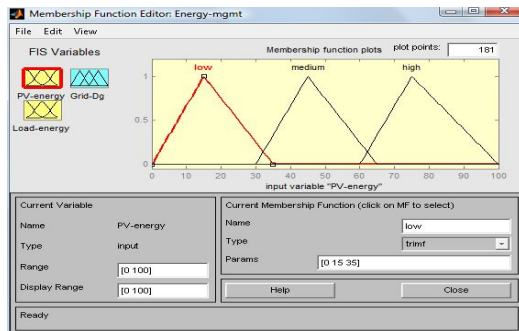 Membership Function Editor: Energy-mgmt
File Edit View
FIS Variables
Membership function plots plot points: 181
PV-energy Grid-Dg
Load-energy
low medium high
1
0.5
0
0 10 20 30 40 50 60 70 80 90 100
input variable "PV-energy"
Current Variable
Name PV-energy
Type input
Range [0 100]
Display Range [0 100]
Current Membership Function (click on MF to select)
Name low
Type trimf
Params [0 15 35]
Help Close
Ready